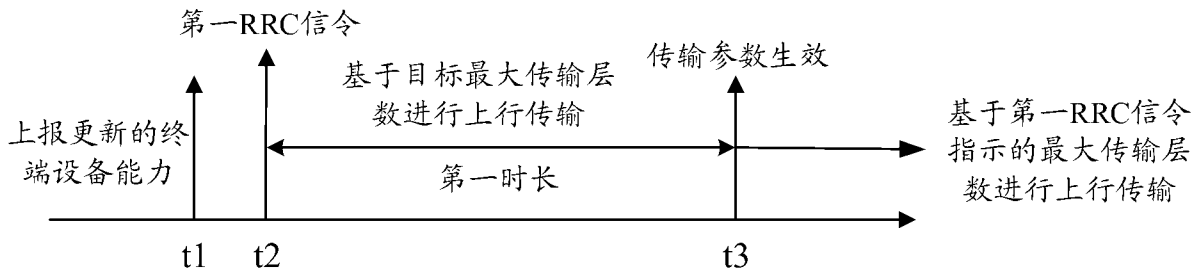 第一RRC信令
基于目标最大传输层
数进行上行传输
传输参数生效
上报更新的终
端设备能力
第一时长
基于第一RRC信令
指示的最大传输层
数进行上行传输
t1
t2
t3